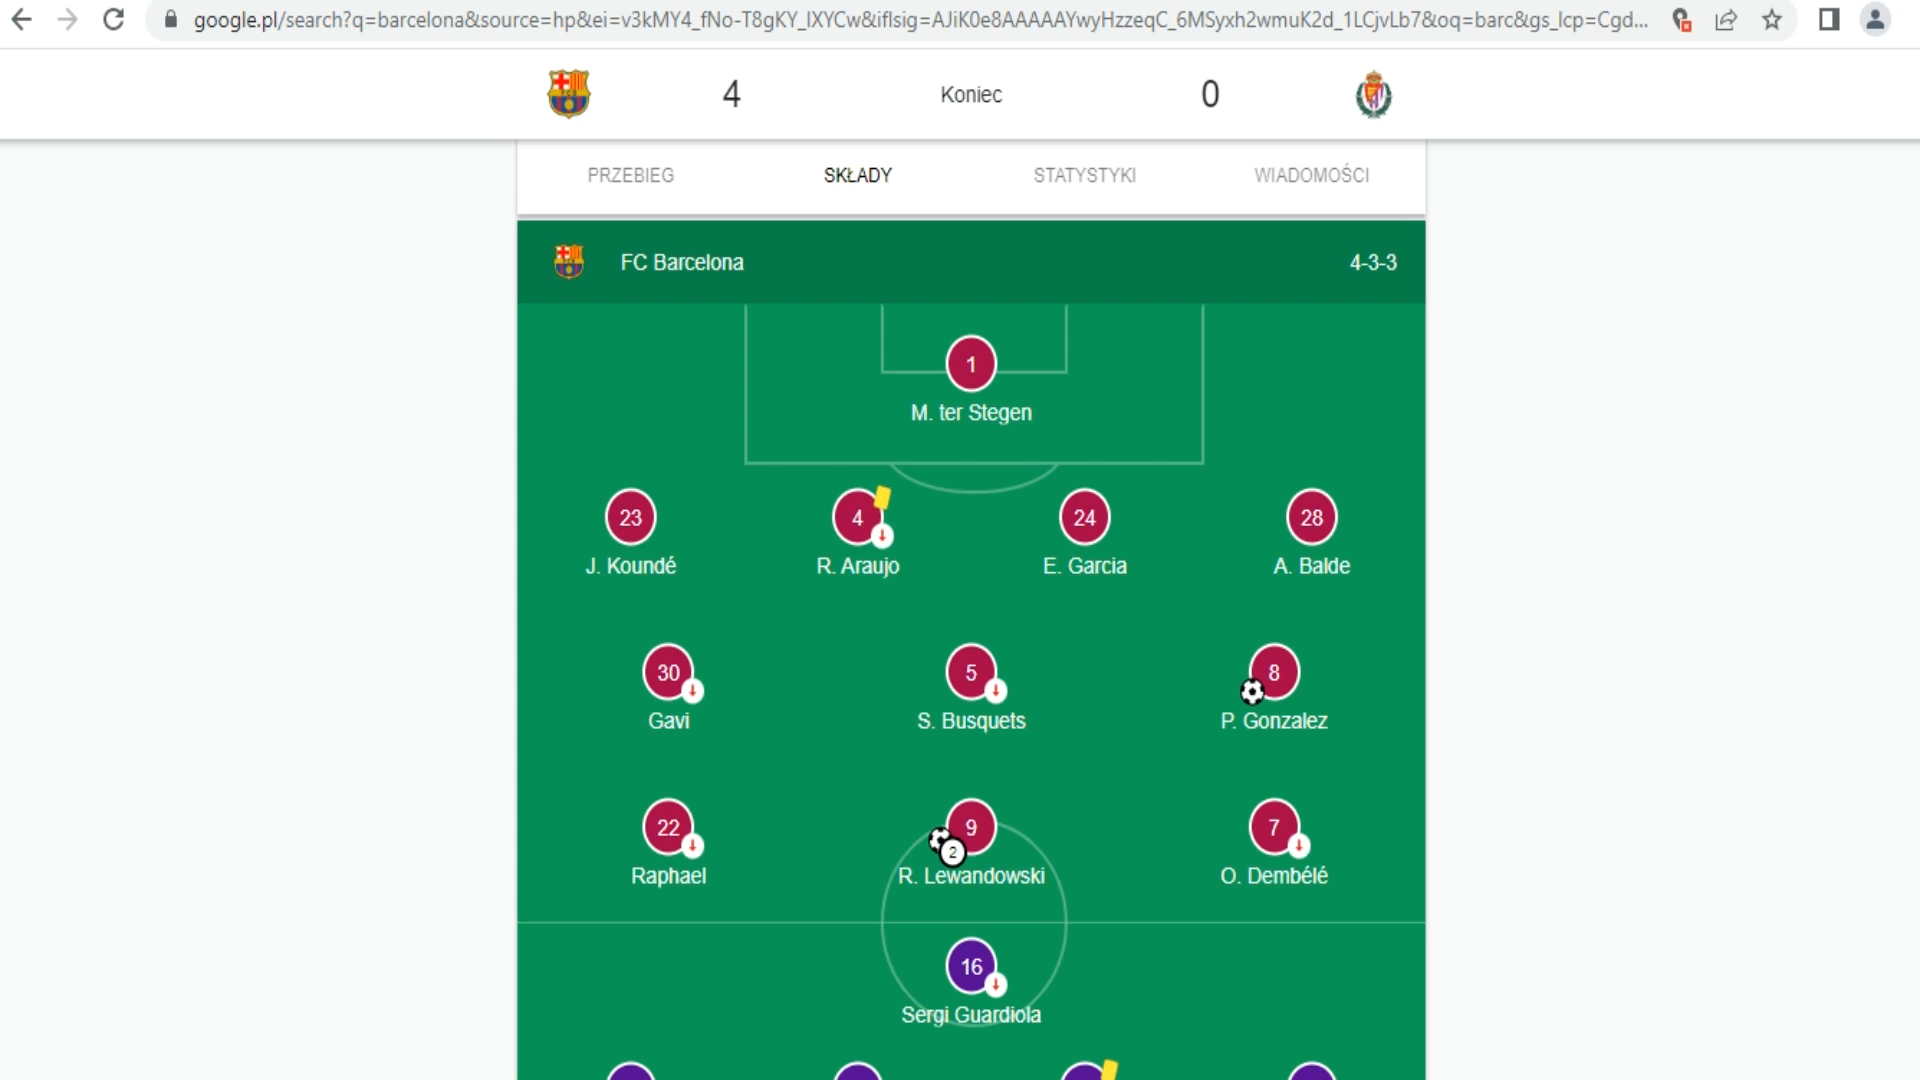 google.pl/search?q=barcelona&source=hp&ei=v3kMY4_fNo-T8gKY_IXYCw&iflsig=AJiK0e8AAAAAYwyHzzeqC_6MSyxh2wmuK2d_1LCjvLb7&oq=barc&gs_lcp=Cgd...
4 Koniec 0
PRZEBIEG SKŁADY STATYSTYKI WIADOMOŚCI
FC Barcelona 4-3-3
1
M. ter Stegen
23 4 24 28
J. Koundé R. Araujo E. Garcia A. Balde
30 5 8
Gavi S. Busquets P. Gonzalez
22 9 7
2
Raphael R. Lewandowski O. Dembélé
16
Sergi Guardiola